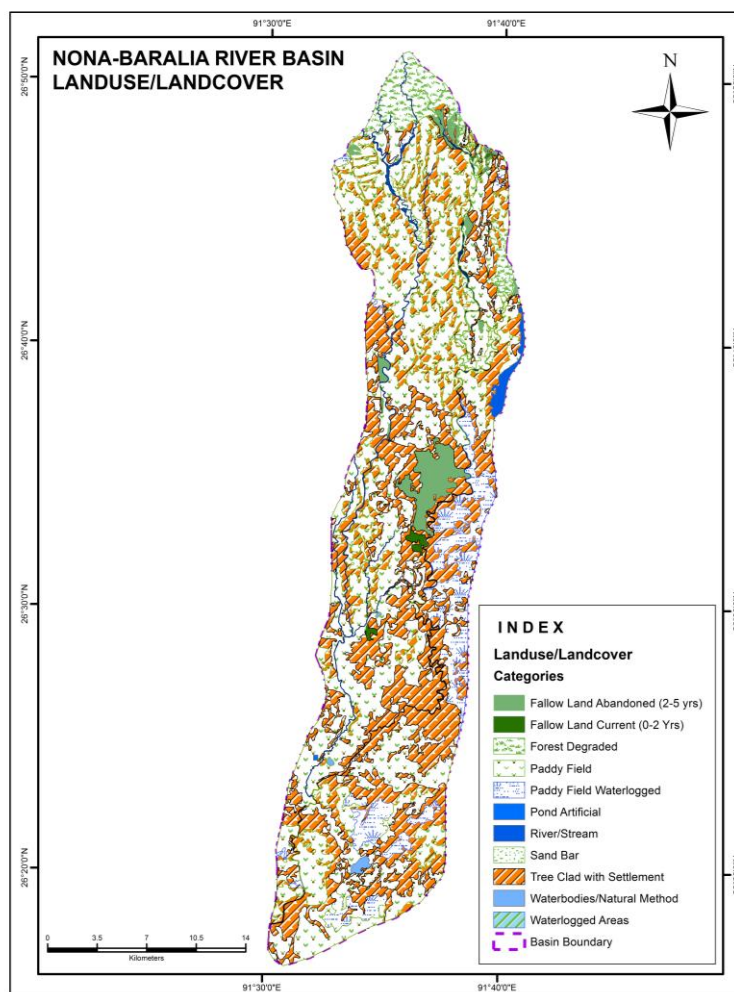 91°30'0"E
91°40'0"E
NONA-BARALIA RIVER BASIN
LANDUSE/LANDCOVER
N
26°50'0"N
26°40'0"N
26°30'0"N
26°20'0"N
INDEX
Landuse/Landcover
Categories
Fallow Land Abandoned (2-5 yrs)
Fallow Land Current (0-2 Yrs)
Forest Degraded
Paddy Field
Paddy Field Waterlogged
Pond Artificial
River/Stream
Sand Bar
Tree Clad with Settlement
Waterbodies/Natural Method
Waterlogged Areas
Basin Boundary
0 3.5 7 10.5 14
Kilometers
91°30'0"E
91°40'0"E